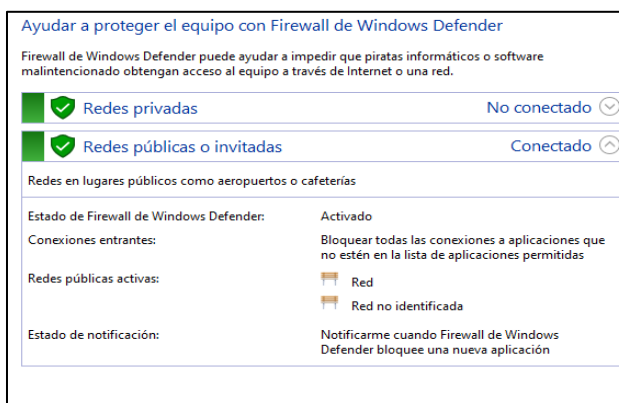 Ayudar a proteger el equipo con Firewall de Windows Defender
Firewall de Windows Defender puede ayudar a impedir que piratas informáticos o software
malintencionado obtengan acceso al equipo a través de Internet o una red.
Redes privadas No conectado
Redes públicas o invitadas Conectado
Redes en lugares públicos como aeropuertos o cafeterías
Estado de Firewall de Windows Defender: Activado
Conexiones entrantes: Bloquear todas las conexiones a aplicaciones que
no estén en la lista de aplicaciones permitidas
Redes públicas activas: Red
Red no identificada
Estado de notificación: Notificarme cuando Firewall de Windows
Defender bloquee una nueva aplicación